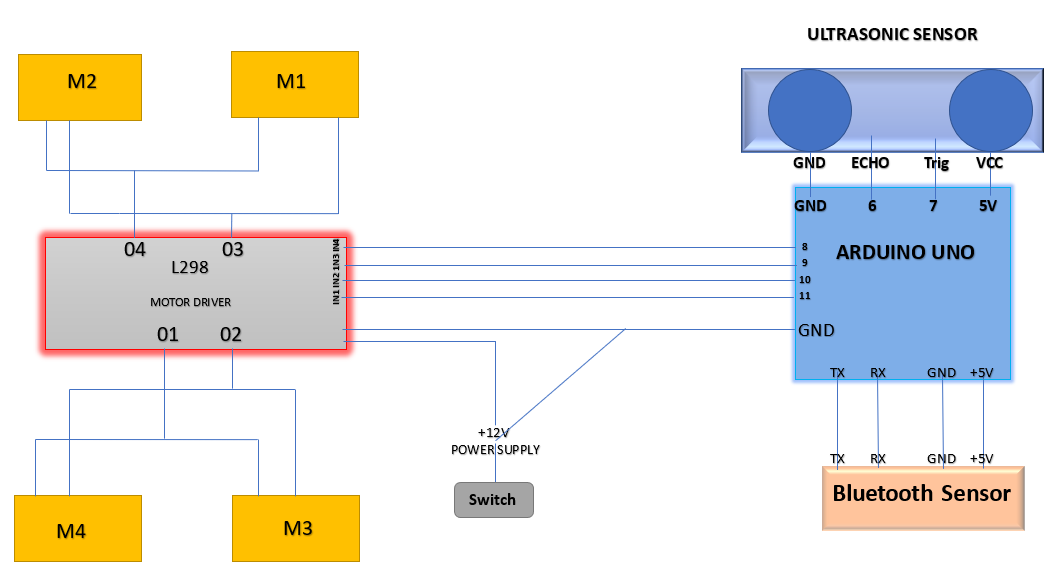 ULTRASONIC SENSOR
M2
M1
GND ECHO Trig VCC
GND 6 7 5V
04 03
L298
MOTOR DRIVER
01 02
IN1 IN2 1N3 IN4
8
9
10
11
ARDUINO UNO
GND
TX RX GND +5V
+12V
POWER SUPPLY
Switch
TX RX GND +5V
Bluetooth Sensor
M4
M3